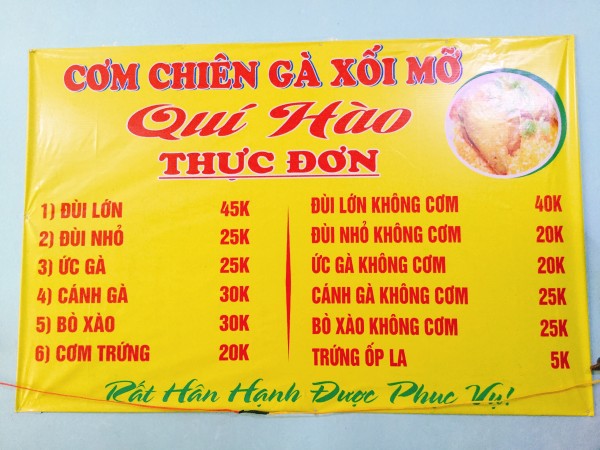 CƠM CHIÊN GÀ XỐI MỠ
Quí Hào
THỰC ĐƠN
1) ĐÙI LỚN 45K
2) ĐÙI NHỎ 25K
3) ỨC GÀ 25K
4) CÁNH GÀ 30K
5) BÒ XÀO 30K
6) CƠM TRỨNG 20K
ĐÙI LỚN KHÔNG CƠM 40K
ĐÙI NHỎ KHÔNG CƠM 20K
ỨC GÀ KHÔNG CƠM 20K
CÁNH GÀ KHÔNG CƠM 25K
BÒ XÀO KHÔNG CƠM 25K
TRỨNG ỐP LA 5K
Rất Hân Hạnh Được Phục Vụ!